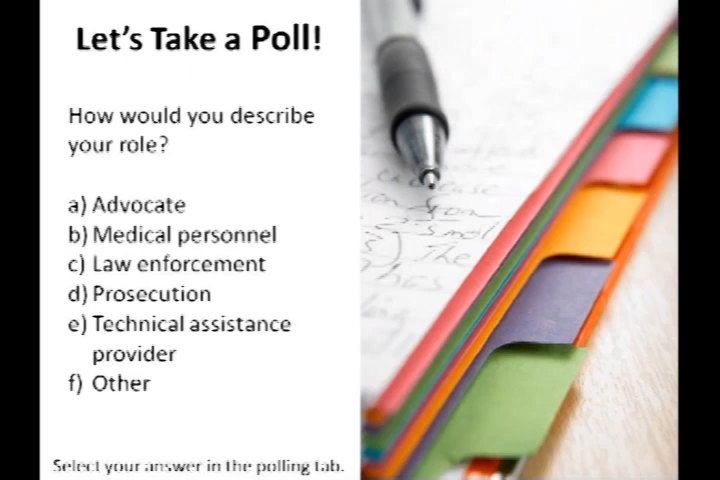 Let's Take a Poll!
How would you describe
your role?
a) Advocate
b) Medical personnel
c) Law enforcement
d) Prosecution
e) Technical assistance
provider
f) Other
Select your answer in the polling tab.
The